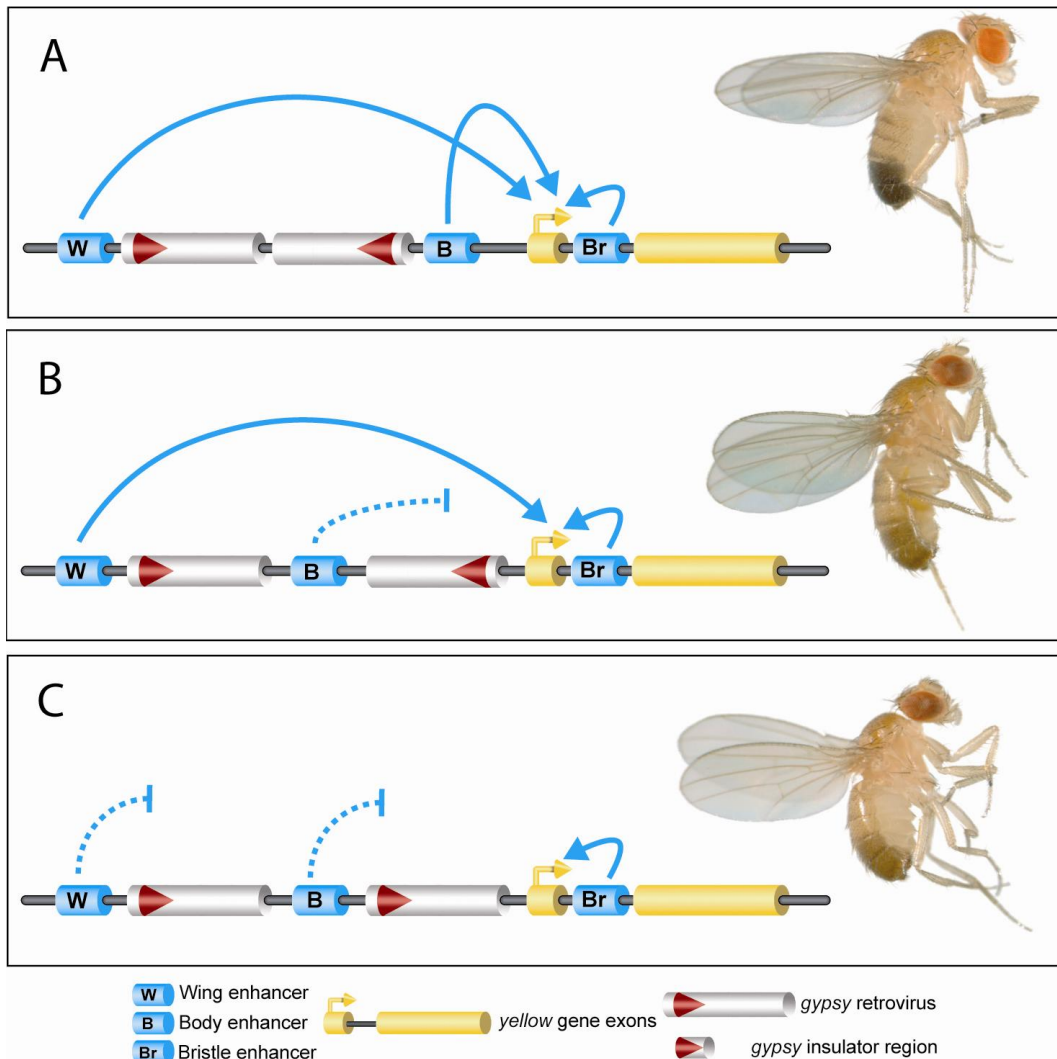 A
W
B
Br
B
W
B
Br
C
W
B
Br
W Wing enhancer
B Body enhancer
Br Bristle enhancer
yellow gene exons
gypsy retrovirus
gypsy insulator region